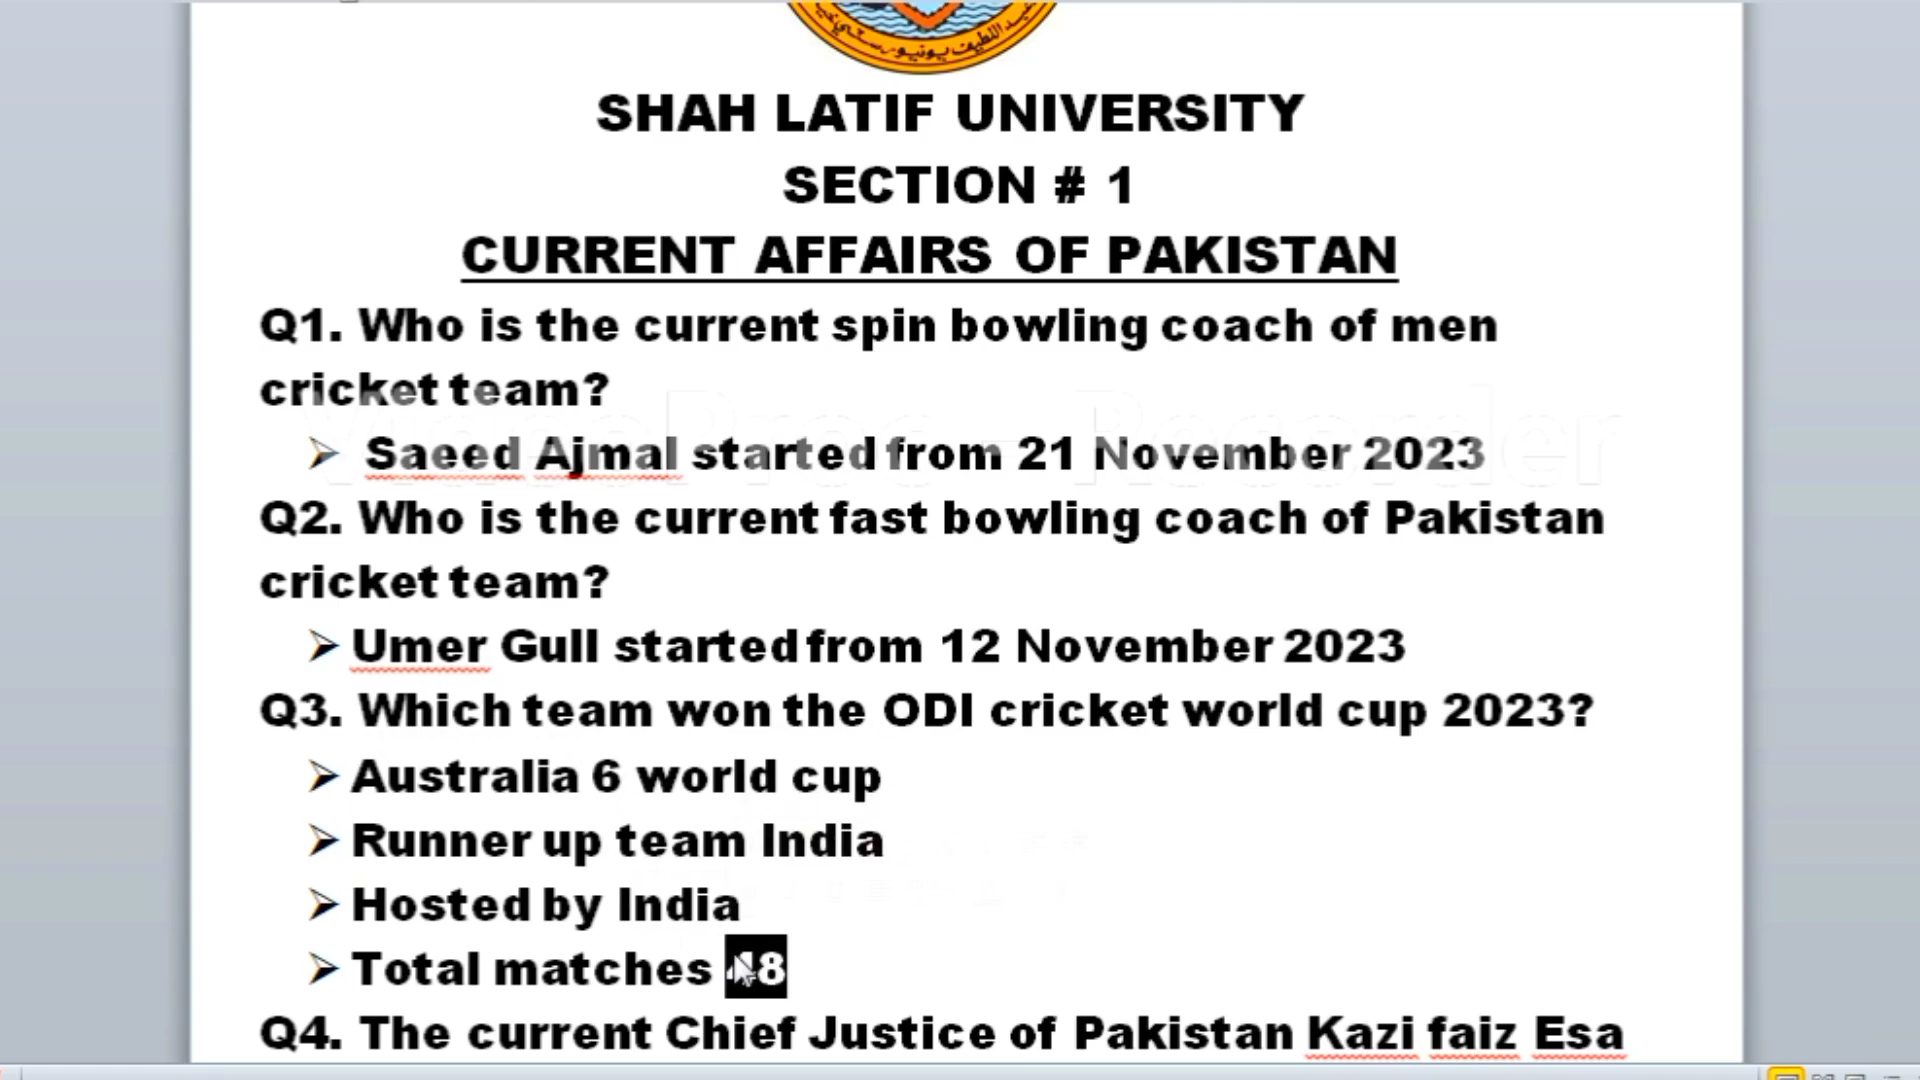 SHAH LATIF UNIVERSITY
SECTION # 1
CURRENT AFFAIRS OF PAKISTAN
Q1. Who is the current spin bowling coach of men
cricket team?
➢ Saeed Ajmal started from 21 November 2023
Q2. Who is the current fast bowling coach of Pakistan
cricket team?
➢ Umer Gull started from 12 November 2023
Q3. Which team won the ODI cricket world cup 2023?
➢ Australia 6 world cup
➢ Runner up team India
➢ Hosted by India
➢ Total matches 48
Q4. The current Chief Justice of Pakistan Kazi faiz Esa